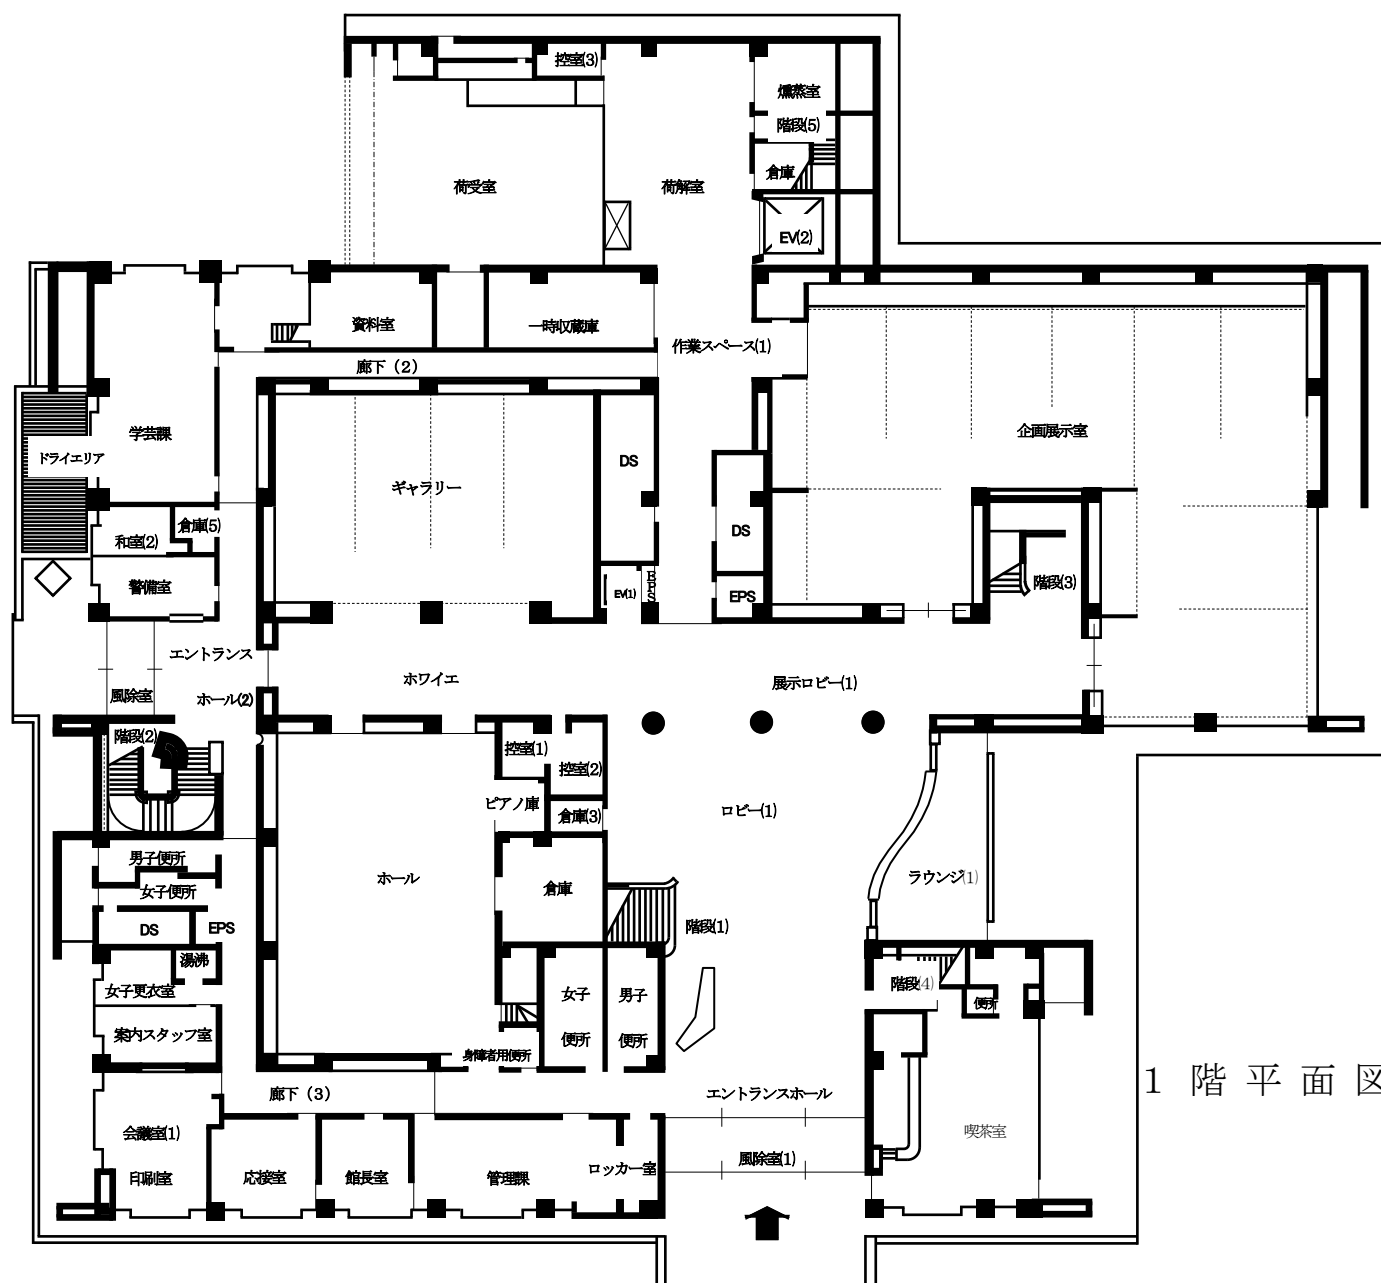 控室(3)
燻蒸室
階段(5)
倉庫
荷受室
荷解室
EV(2)
資料室
一時収蔵庫
作業スペース(1)
廊下（2）
学芸課
企画展示室
ドライエリア
ギャラリー
DS
DS
倉庫(5)
和室(2)
警備室
EV(1)
EPS
EPS
階段(3)
エントランス
ホール(2)
風除室
ホワイエ
展示ロビー(1)
階段(2)
控室(1)
控室(2)
ピアノ庫
倉庫(3)
ロビー(1)
男子便所
女子便所
ホール
倉庫
ラウンジ(1)
DS
EPS
階段(1)
湯沸
女子更衣室
女子
便所
男子
便所
階段(4)
便所
案内スタッフ室
身障者用便所
1階平面図
廊下（3）
エントランスホール
会議室(1)
印刷室
応接室
館長室
管理課
ロッカー室
風除室(1)
喫茶室